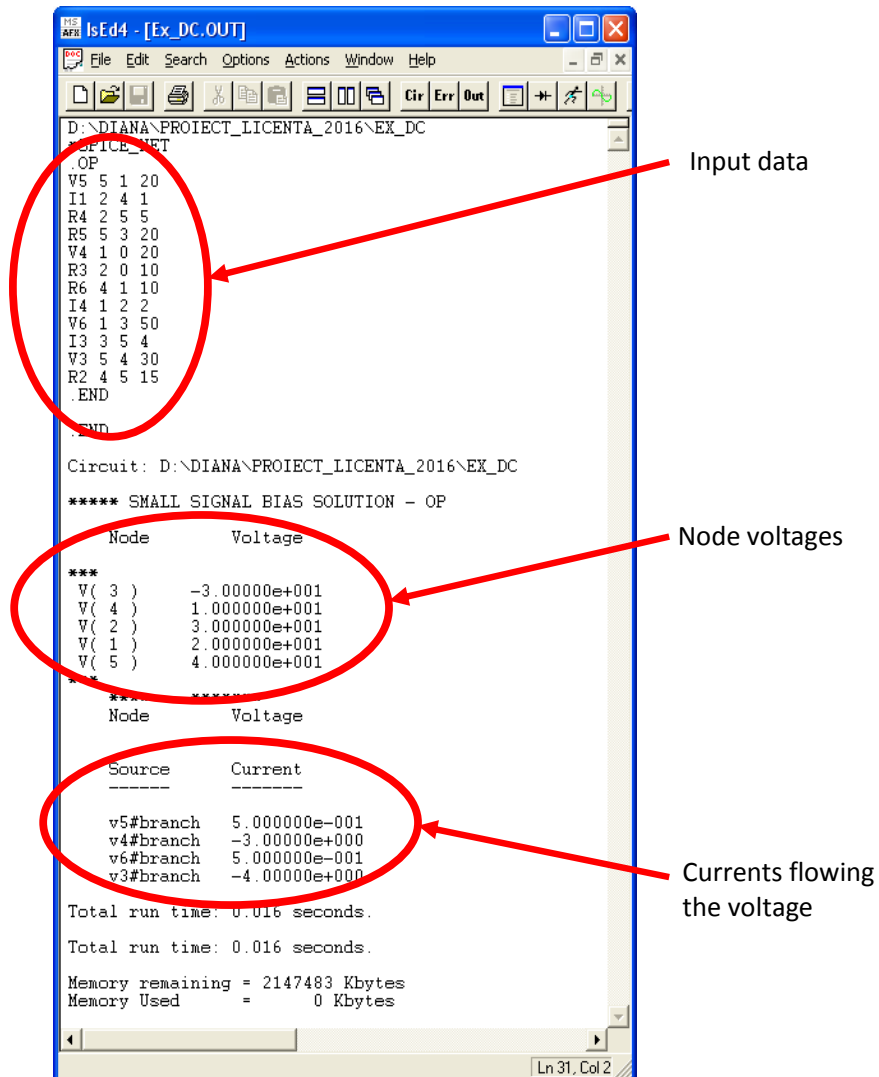 MS
AFX IsEd4 - [Ex_DC.OUT]
DOC File Edit Search Options Actions Window Help
Cir Err Out
D:\DIANA\PROIECT_LICENTA_2016\EX_DC
*SPICE_NET
.OP
V5 5 1 20
I1 2 4 1
R4 2 5 5
R5 5 3 20
V4 1 0 20
R3 2 0 10
R6 4 1 10
I4 1 2 2
V6 1 3 50
I3 3 5 4
V3 5 4 30
R2 4 5 15
.END
.END
Circuit: D:\DIANA\PROIECT_LICENTA_2016\EX_DC
***** SMALL SIGNAL BIAS SOLUTION - OP
Node Voltage
***
V( 3 ) -3.00000e+001
V( 4 ) 1.000000e+001
V( 2 ) 3.000000e+001
V( 1 ) 2.000000e+001
V( 5 ) 4.000000e+001
***
Node Voltage
Source Current
------ -------
v5#branch 5.000000e-001
v4#branch -3.00000e+000
v6#branch 5.000000e-001
v3#branch -4.00000e+000
Total run time: 0.016 seconds.
Total run time: 0.016 seconds.
Memory remaining = 2147483 Kbytes
Memory Used = 0 Kbytes
Ln 31, Col 2
Input data
Node voltages
Currents flowing
the voltage